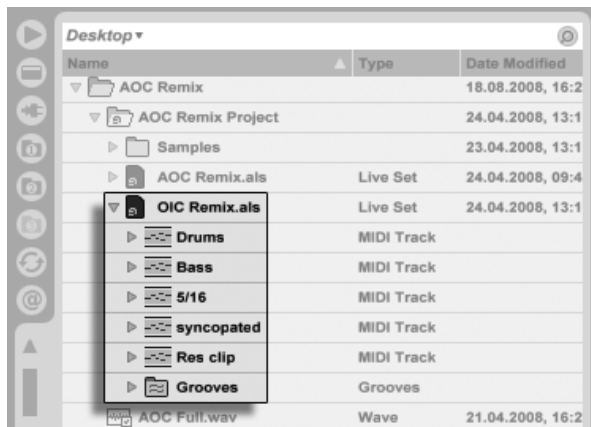 Desktop
Name Type Date Modified
AOC Remix 18.08.2008, 16:2
AOC Remix Project 24.04.2008, 13:1
Samples 23.04.2008, 13:1
AOC Remix.als Live Set 24.04.2008, 09:4
OIC Remix.als Live Set 24.04.2008, 13:1
Drums MIDI Track
Bass MIDI Track
5/16 MIDI Track
syncopated MIDI Track
Res clip MIDI Track
Grooves Grooves
AOC Full.wav Wave 21.04.2008, 16:2
1
2
3
@